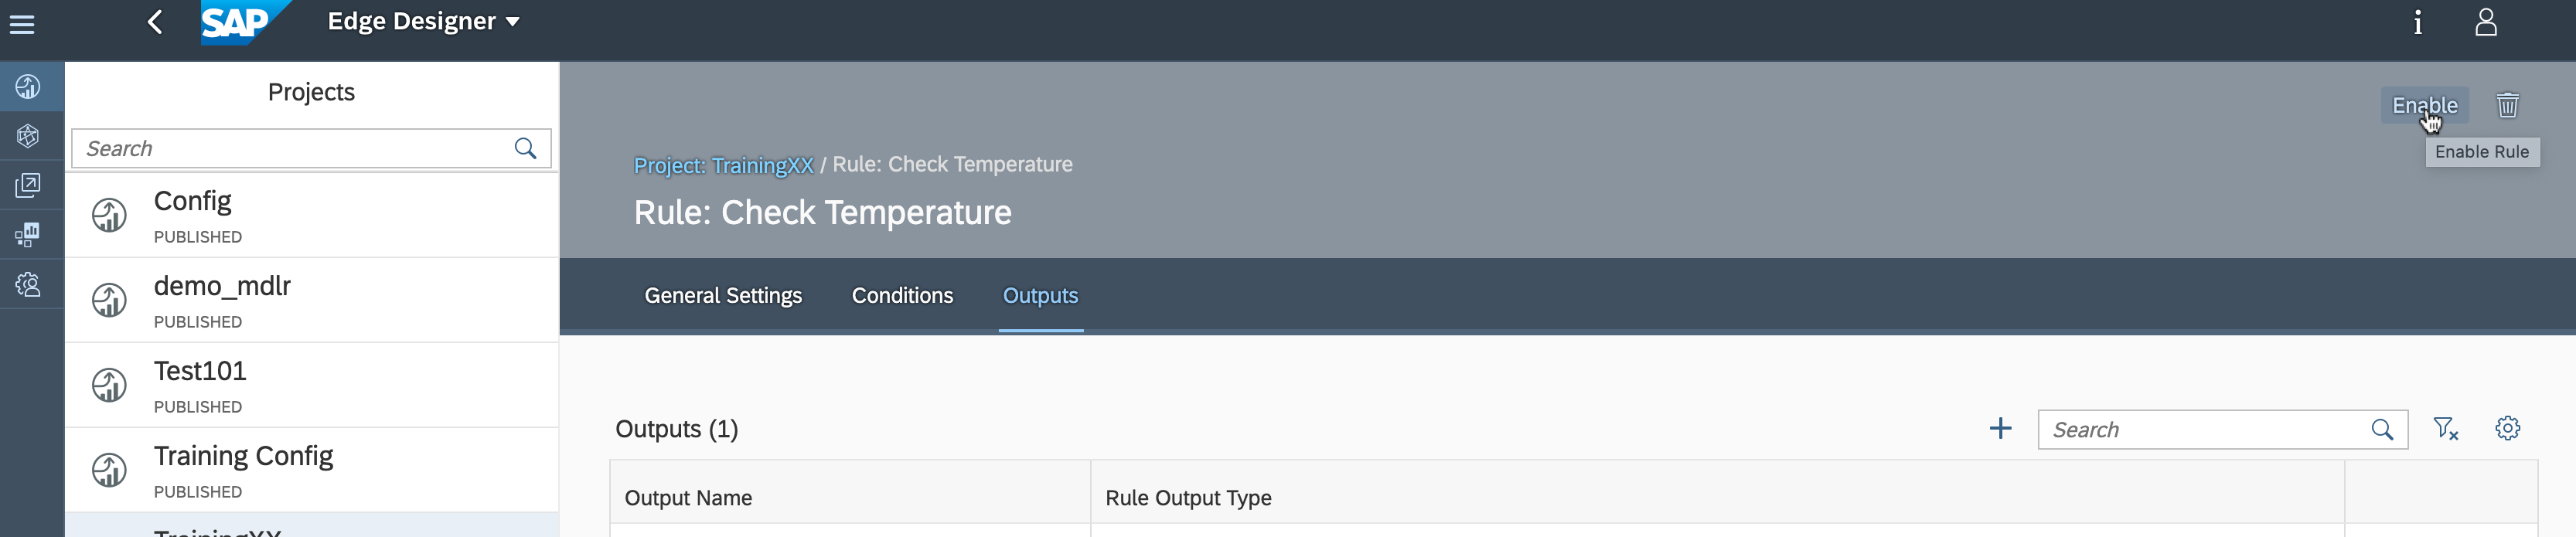 SAP
Edge Designer
i
Projects
Search
Config
PUBLISHED
demo_mdlr
PUBLISHED
Test101
PUBLISHED
Training Config
PUBLISHED
TrainingXX
Enable
Enable Rule
Project: TrainingXX / Rule: Check Temperature
Rule: Check Temperature
General Settings Conditions Outputs
Outputs (1)
Search
Output Name Rule Output Type